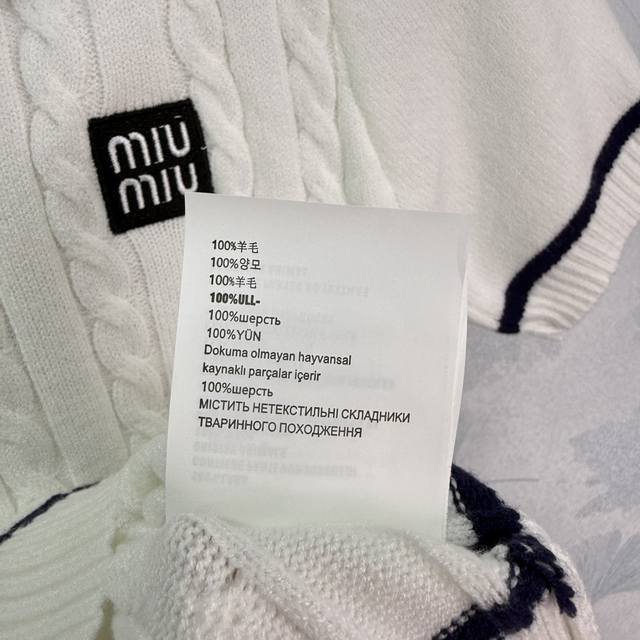 MIU
MIU
100%羊毛
100%양모
100%羊毛
100%ULL-
100%шерсть
100%YÜN
Dokuma olmayan hayvansal
kaynaklı parçalar içerir
100%шерсть
МІСТИТЬ НЕТЕКСТИЛЬНІ СКЛАДНИКИ
ТВАРИННОГО ПОХОДЖЕННЯ